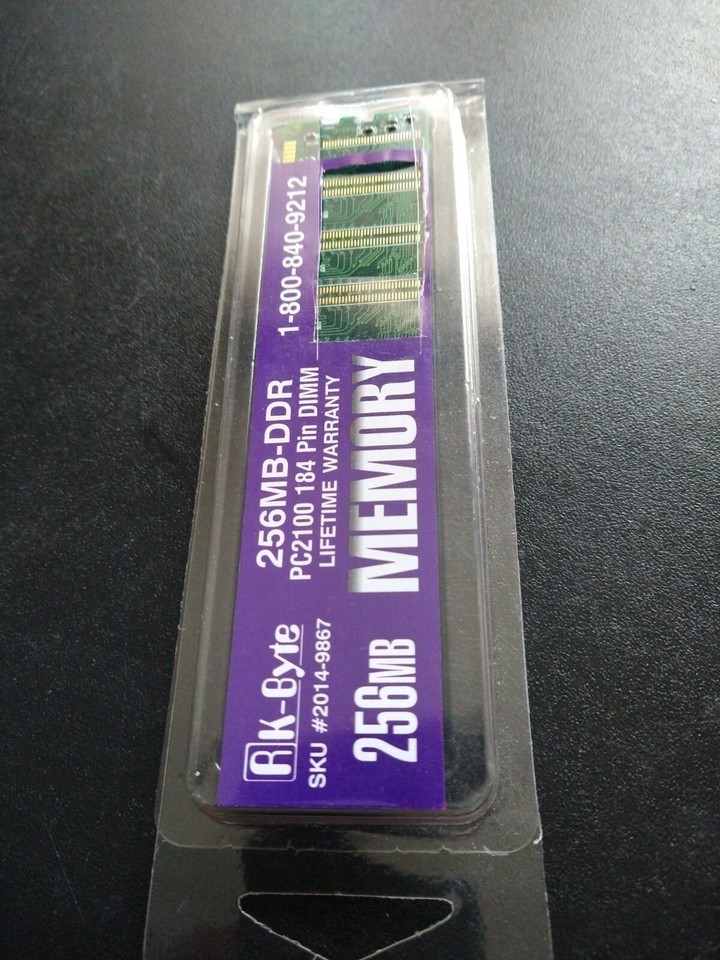 RK-Byte
SKU #2014-9867
256MB-DDR
PC2100 184 Pin DIMM
LIFETIME WARRANTY
1-800-840-9212
256MB MEMORY